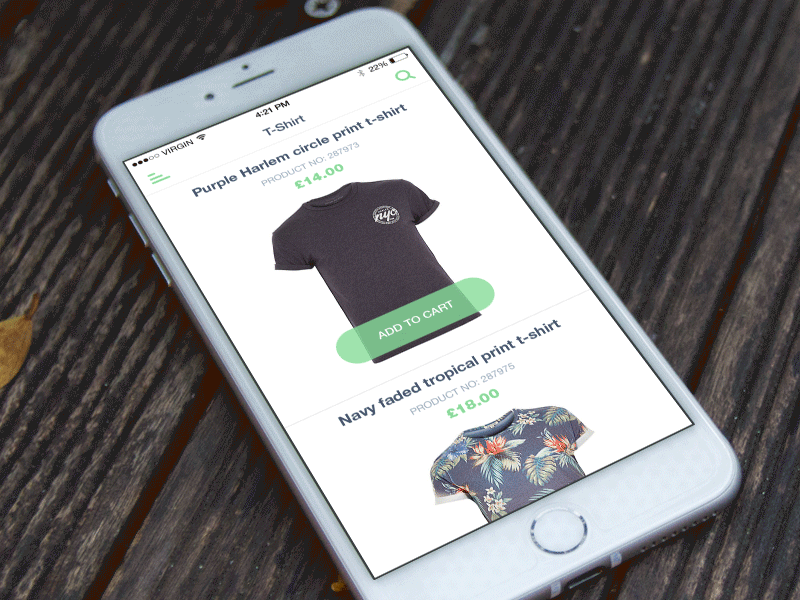 VIRGIN
4:21 PM
22%
T-Shirt
Purple Harlem circle print t-shirt
PRODUCT NO: 287973
£14.00
nyc
ADD TO CART
Navy faded tropical print t-shirt
PRODUCT NO: 287975
£18.00